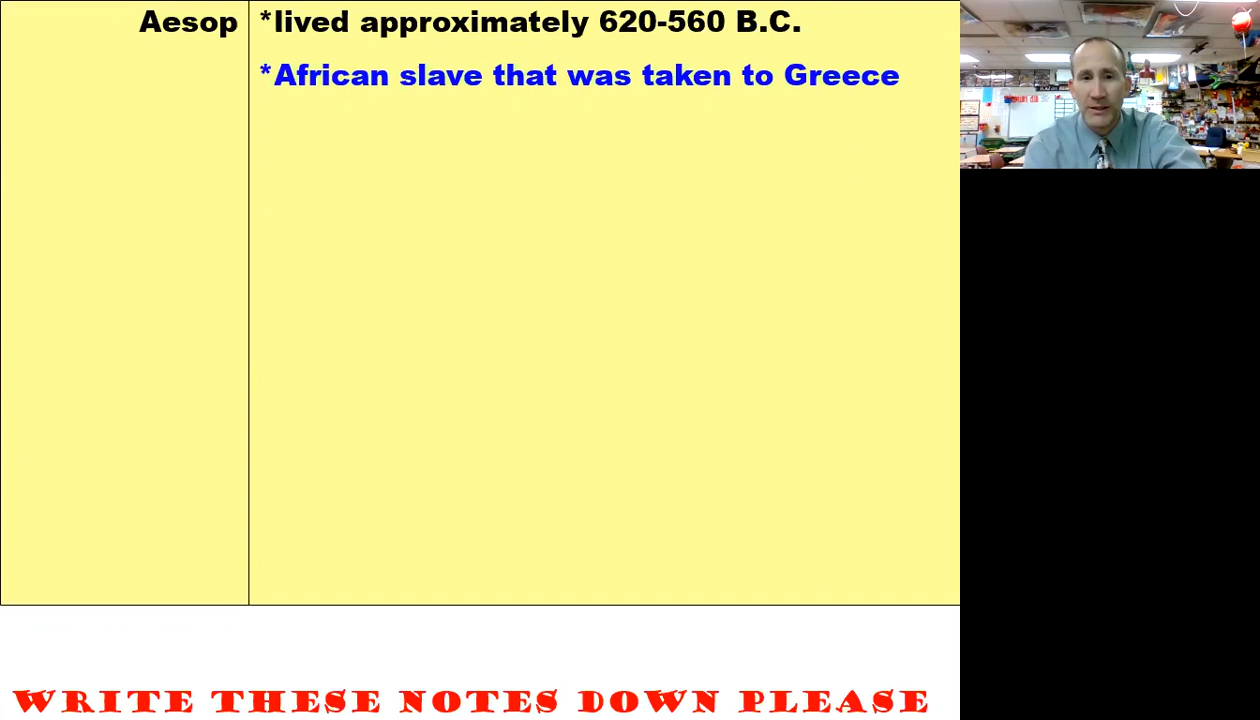 Aesop
*lived approximately 620-560 B.C.
*African slave that was taken to Greece
WRITE THESE NOTES DOWN PLEASE